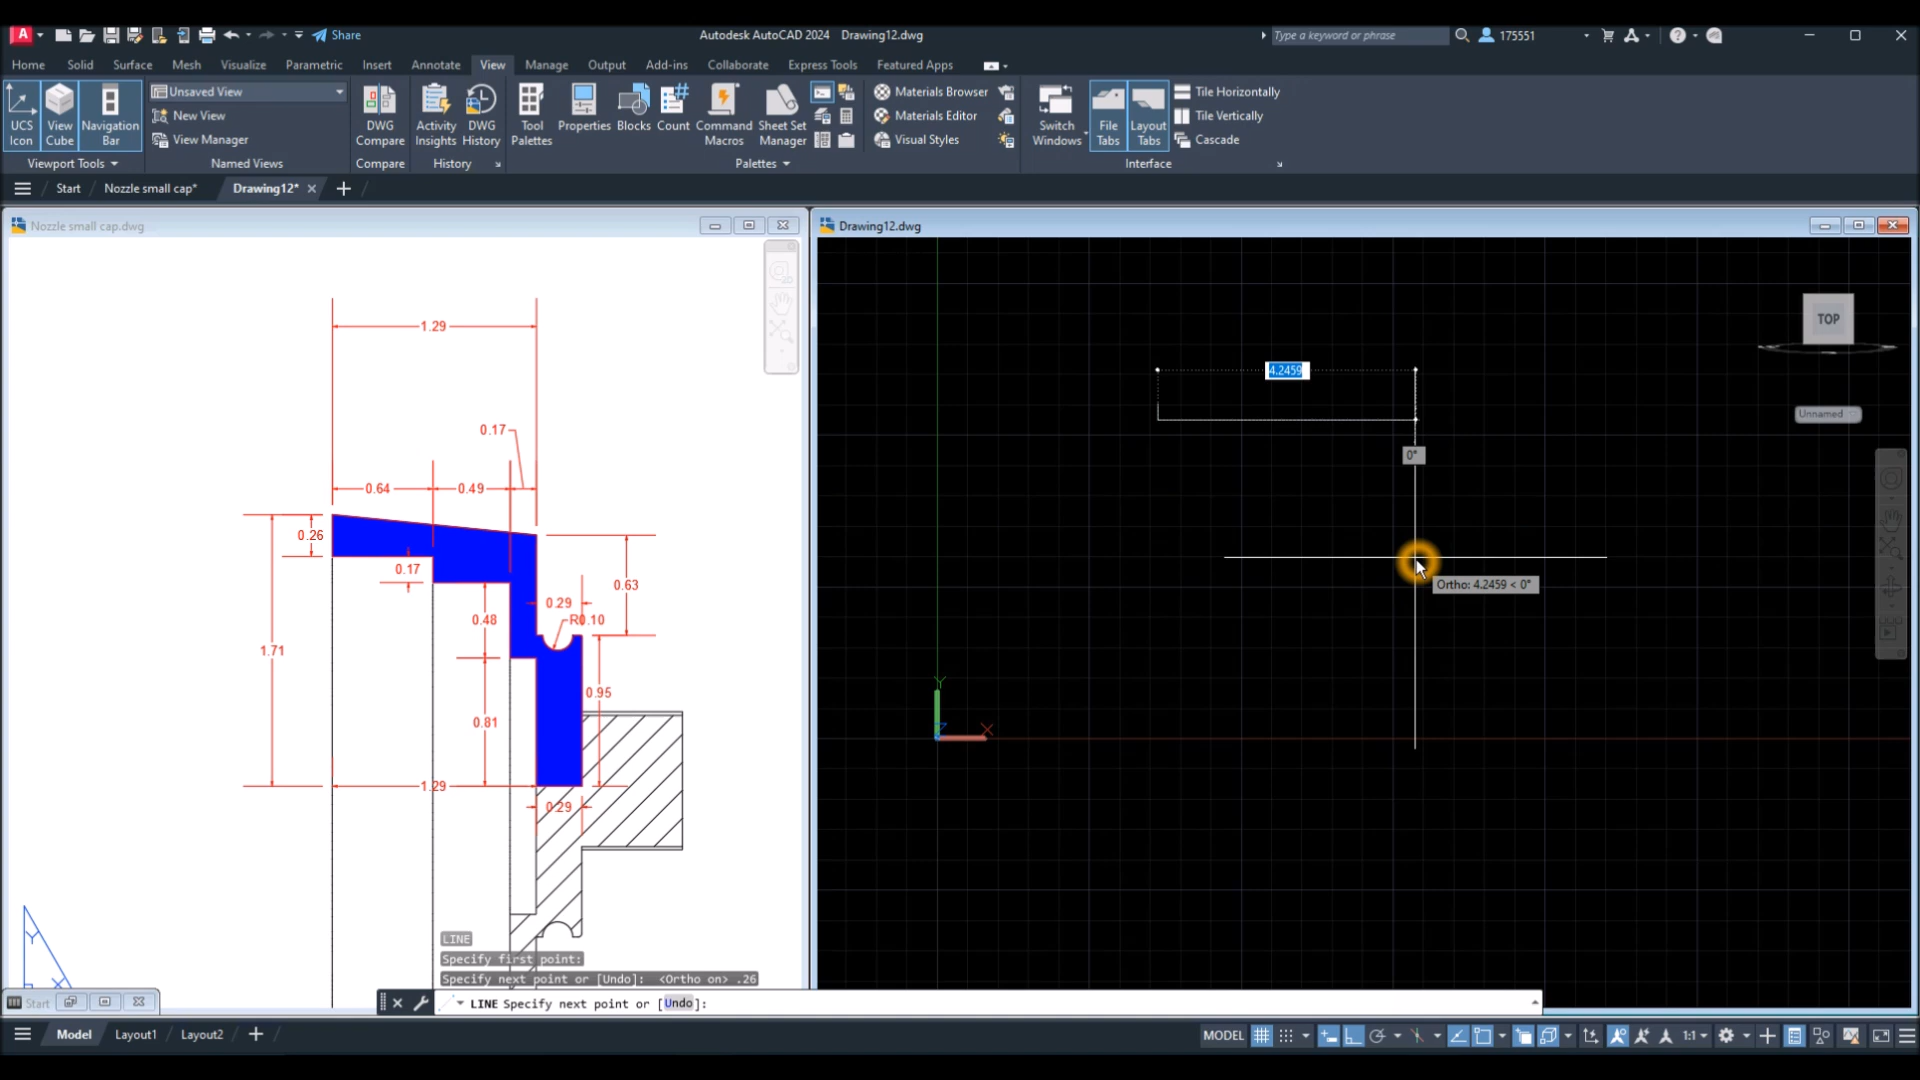 A Share Autodesk AutoCAD 2024 Drawing12.dwg Type a keyword or phrase 175551
Home Solid Surface Mesh Visualize Parametric Insert Annotate View Manage Output Add-ins Collaborate Express Tools Featured Apps
Unsaved View
New View
View Manager
Materials Browser
Materials Editor
Visual Styles
Tile Horizontally
Tile Vertically
Cascade
UCS Icon
View Cube
Navigation Bar
DWG Compare
Activity Insights
DWG History
Tool Palettes
Properties
Blocks
Count
Command Macros
Sheet Set Manager
Switch Windows
File Tabs
Layout Tabs
Viewport Tools Named Views Compare History Palettes Interface
Start Nozzle small cap* Drawing12*
Nozzle small cap.dwg
Drawing12.dwg
1.29
TOP
4.2459
Unnamed
0.17
0°
0.64 0.49
0.26
0.17
0.63
Ortho: 4.2459 < 0°
0.29
R0.10
0.48
1.71
Y
0.95
0.81
X
1.29
0.29
Y
X
LINE
Specify first point:
Specify next point or [Undo]: <Ortho on> .26
Start
LINE Specify next point or [Undo]:
Model Layout1 Layout2 MODEL 1:1